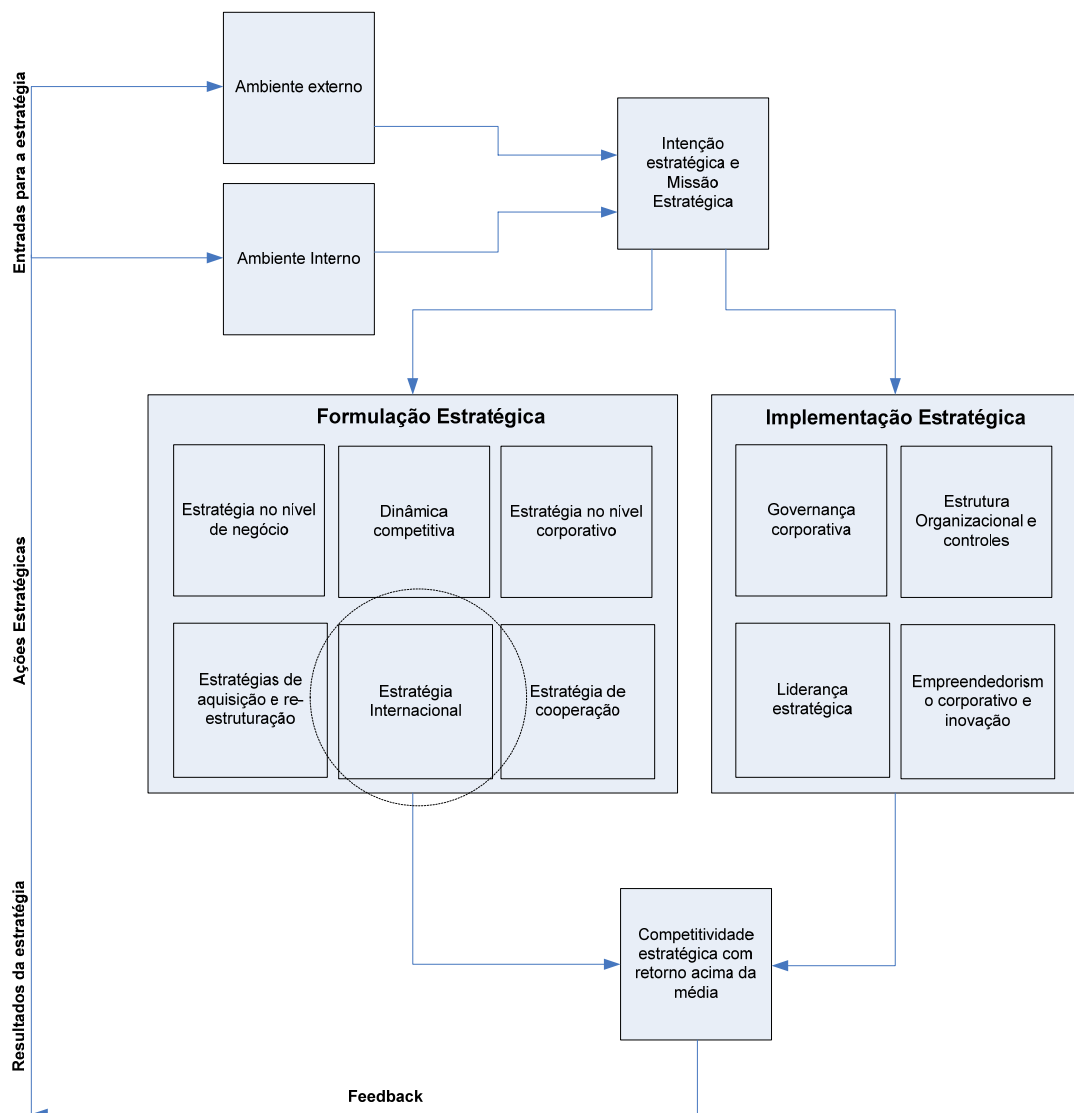 Entradas para a estratégia
Ambiente externo
Intenção
estratégica e
Missão
Estratégica
Ambiente Interno
Ações Estratégicas
Formulação Estratégica
Estratégia no nível
de negócio
Dinâmica
competitiva
Estratégia no nível
corporativo
Estratégias de
aquisição e re-
estruturação
Estratégia
Internacional
Estratégia de
cooperação
Implementação Estratégica
Governança
corporativa
Estrutura
Organizacional e
controles
Liderança
estratégica
Empreendedorism
o corporativo e
inovação
Resultados da estratégia
Competitividade
estratégica com
retorno acima da
média
Feedback